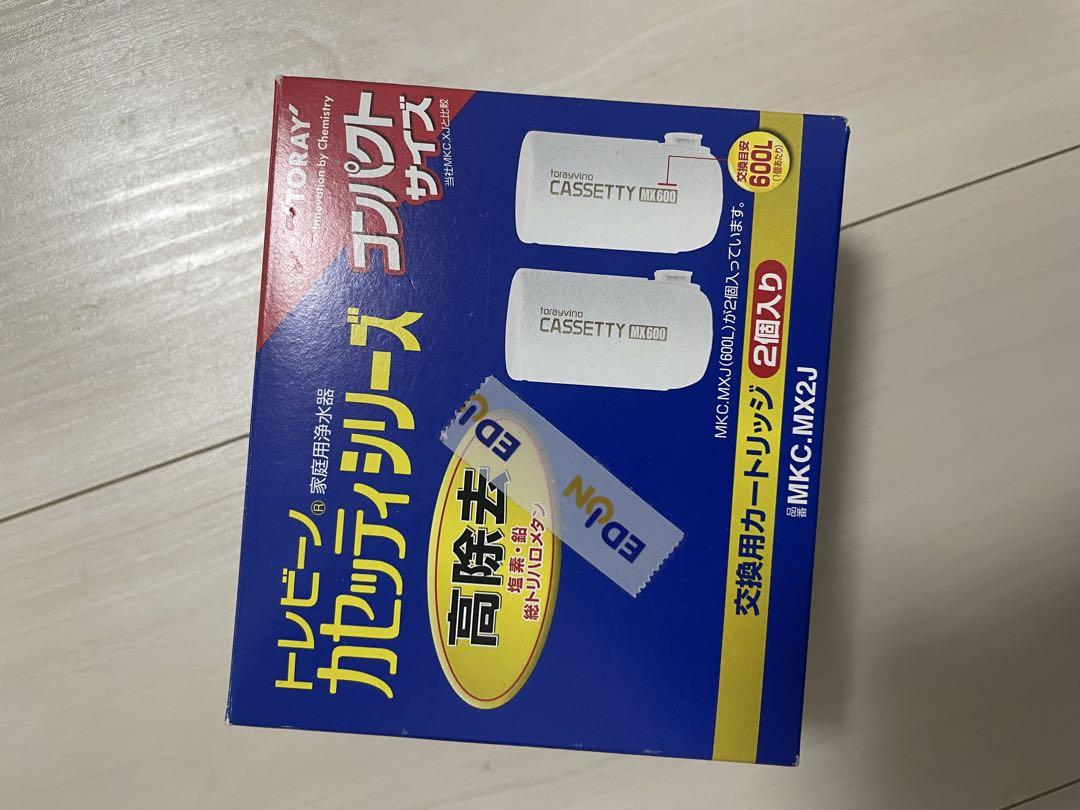 'TORAY'
Innovation by Chemistry
コンパクト
サイズ
当社MKC.XJと比較
トレビーノ® 家庭用浄水器
カセッティシリーズ
torayvino
CASSETTY MX600
torayvino
CASSETTY MX600
交換目安
600L
(1個あたり)
高除去
塩素・鉛
総トリハロメタン
EDION
EDION
MKC.MXJ(600L)が2個入っています。
交換用カートリッジ 2個入り
品番 MKC.MX2J